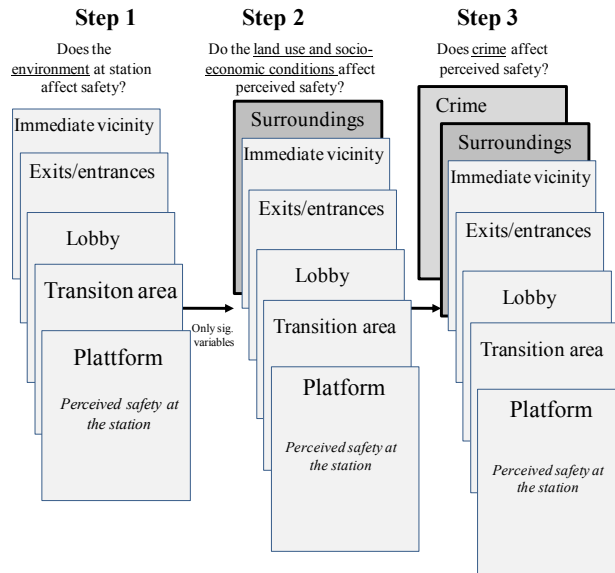 Step 1
Does the
environment at station
affect safety?
Immediate vicinity
Exits/entrances
Lobby
Transiton area
Plattform
Perceived safety at
the station
Only sig.
variables
Step 2
Do the land use and socio-
economic conditions affect
perceived safety?
Surroundings
Immediate vicinity
Exits/entrances
Lobby
Transition area
Platform
Perceived safety at
the station
Step 3
Does crime affect
perceived safety?
Crime
Surroundings
Immediate vicinity
Exits/entrances
Lobby
Transition area
Platform
Perceived safety at
the station